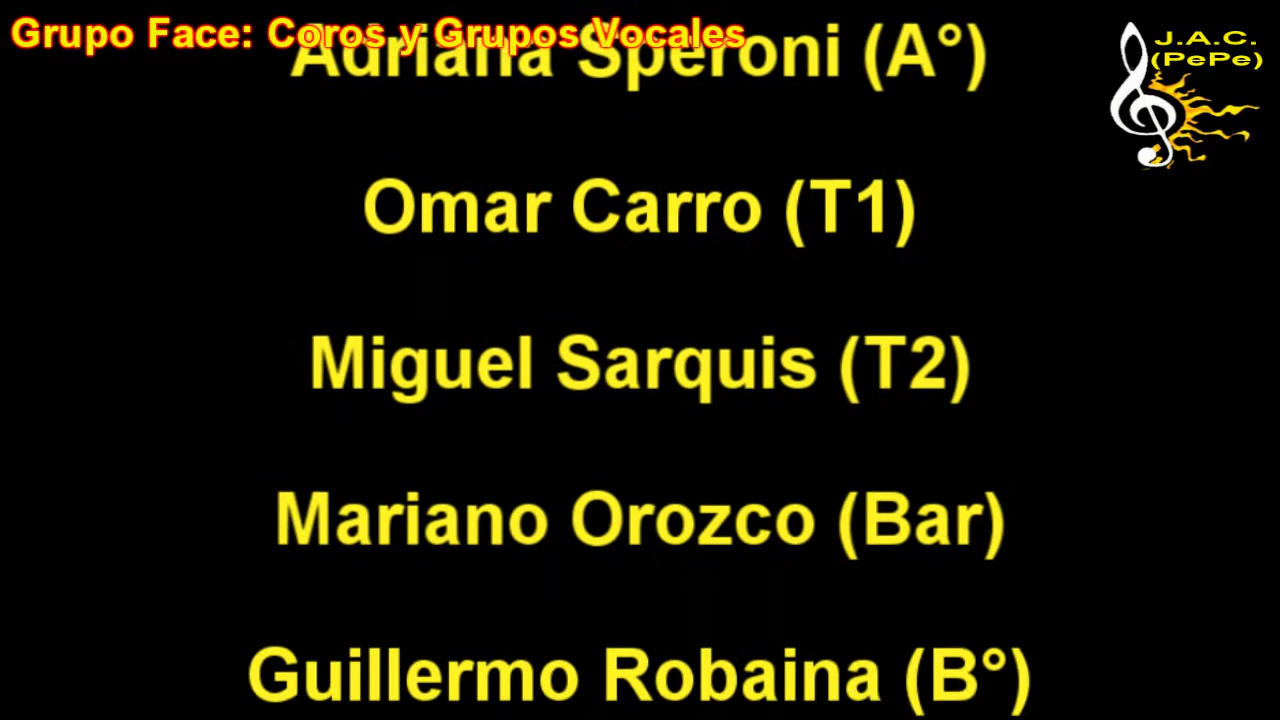 Grupo Face: Coros y Grupos Vocales
J.A.C.
(PePe)
Adriana Speroni (A°)
Omar Carro (T1)
Miguel Sarquis (T2)
Mariano Orozco (Bar)
Guillermo Robaina (B°)